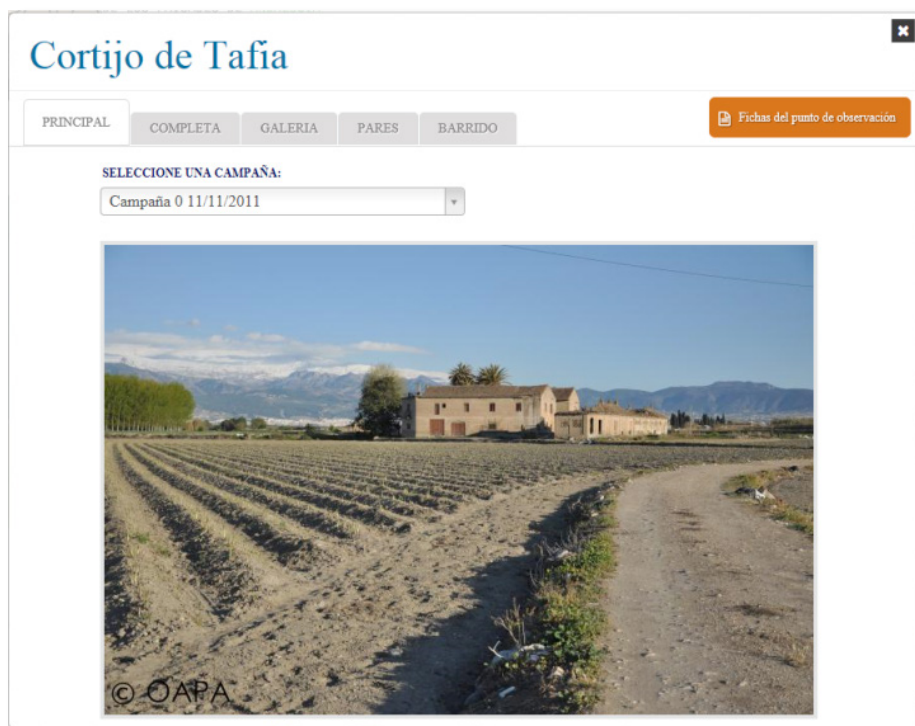 Cortijo de Tafia
PRINCIPAL
COMPLETA
GALERIA
PARES
BARRIDO
Fichas del punto de observación
SELECCIONE UNA CAMPAÑA:
Campaña 0 11/11/2011
© OAPA